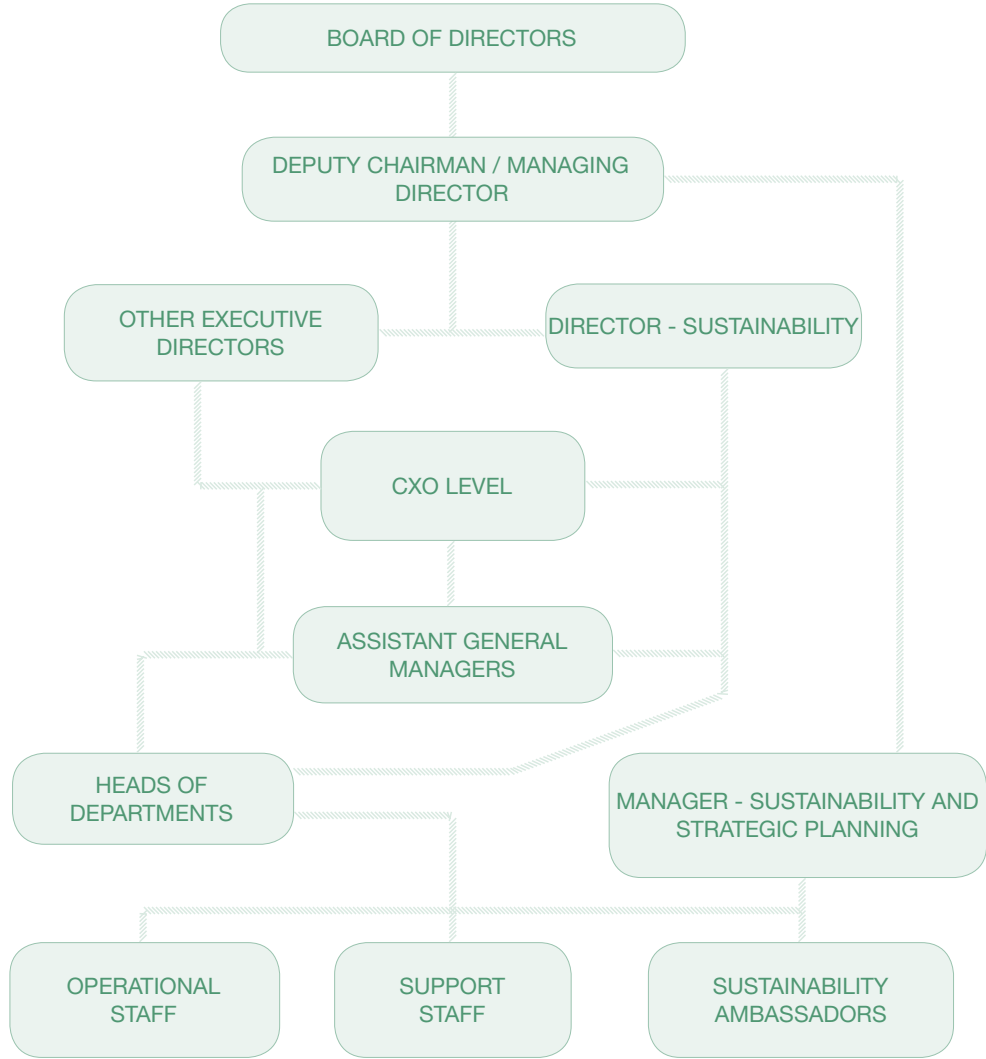 BOARD OF DIRECTORS
DEPUTY CHAIRMAN / MANAGING
DIRECTOR
OTHER EXECUTIVE
DIRECTORS
DIRECTOR - SUSTAINABILITY
CXO LEVEL
ASSISTANT GENERAL
MANAGERS
HEADS OF
DEPARTMENTS
MANAGER - SUSTAINABILITY AND
STRATEGIC PLANNING
OPERATIONAL
STAFF
SUPPORT
STAFF
SUSTAINABILITY
AMBASSADORS